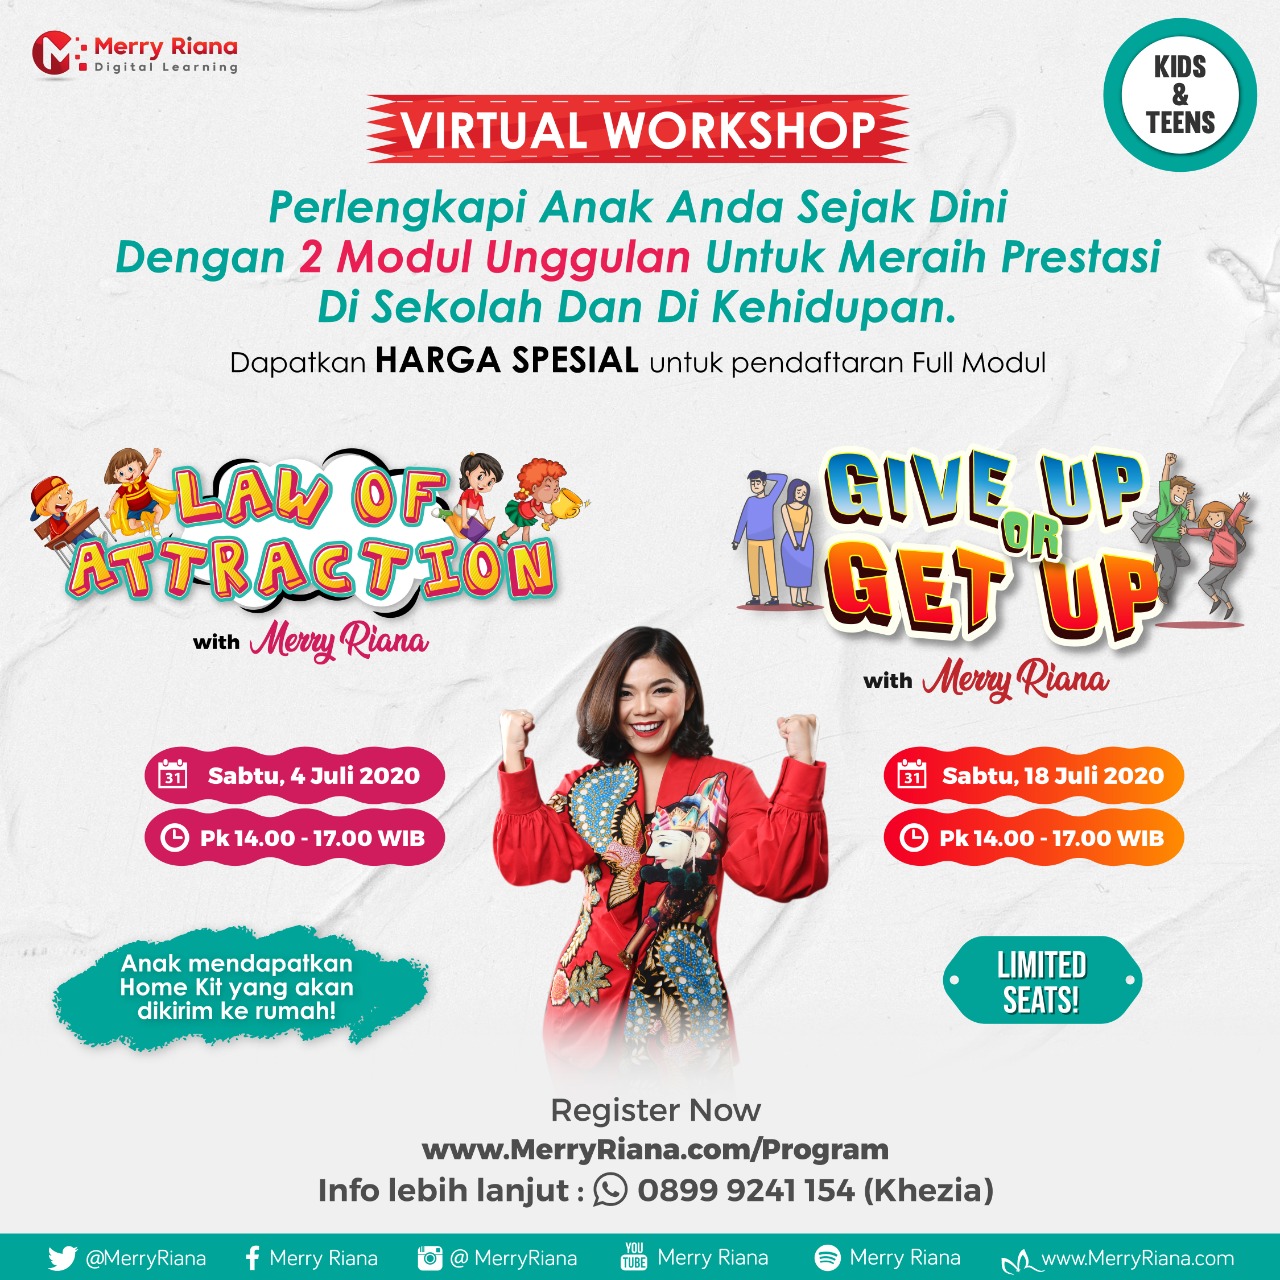 Merry Riana
Digital Learning
KIDS
&
TEENS
VIRTUAL WORKSHOP
Perlengkapi Anak Anda Sejak Dini
Dengan 2 Modul Unggulan Untuk Meraih Prestasi
Di Sekolah Dan Di Kehidupan.
Dapatkan HARGA SPESIAL untuk pendaftaran Full Modul
LAW OF
ATTRACTION
with Merry Riana
GIVE UP
OR
GET UP
with Merry Riana
31 Sabtu, 4 Juli 2020
Pk 14.00 - 17.00 WIB
31 Sabtu, 18 Juli 2020
Pk 14.00 - 17.00 WIB
Anak mendapatkan
Home Kit yang akan
dikirim ke rumah!
LIMITED
SEATS!
Register Now
www.MerryRiana.com/Program
Info lebih lanjut : 0899 9241 154 (Khezia)
@MerryRiana f Merry Riana @ MerryRiana YOU TUBE Merry Riana Merry Riana www.MerryRiana.com